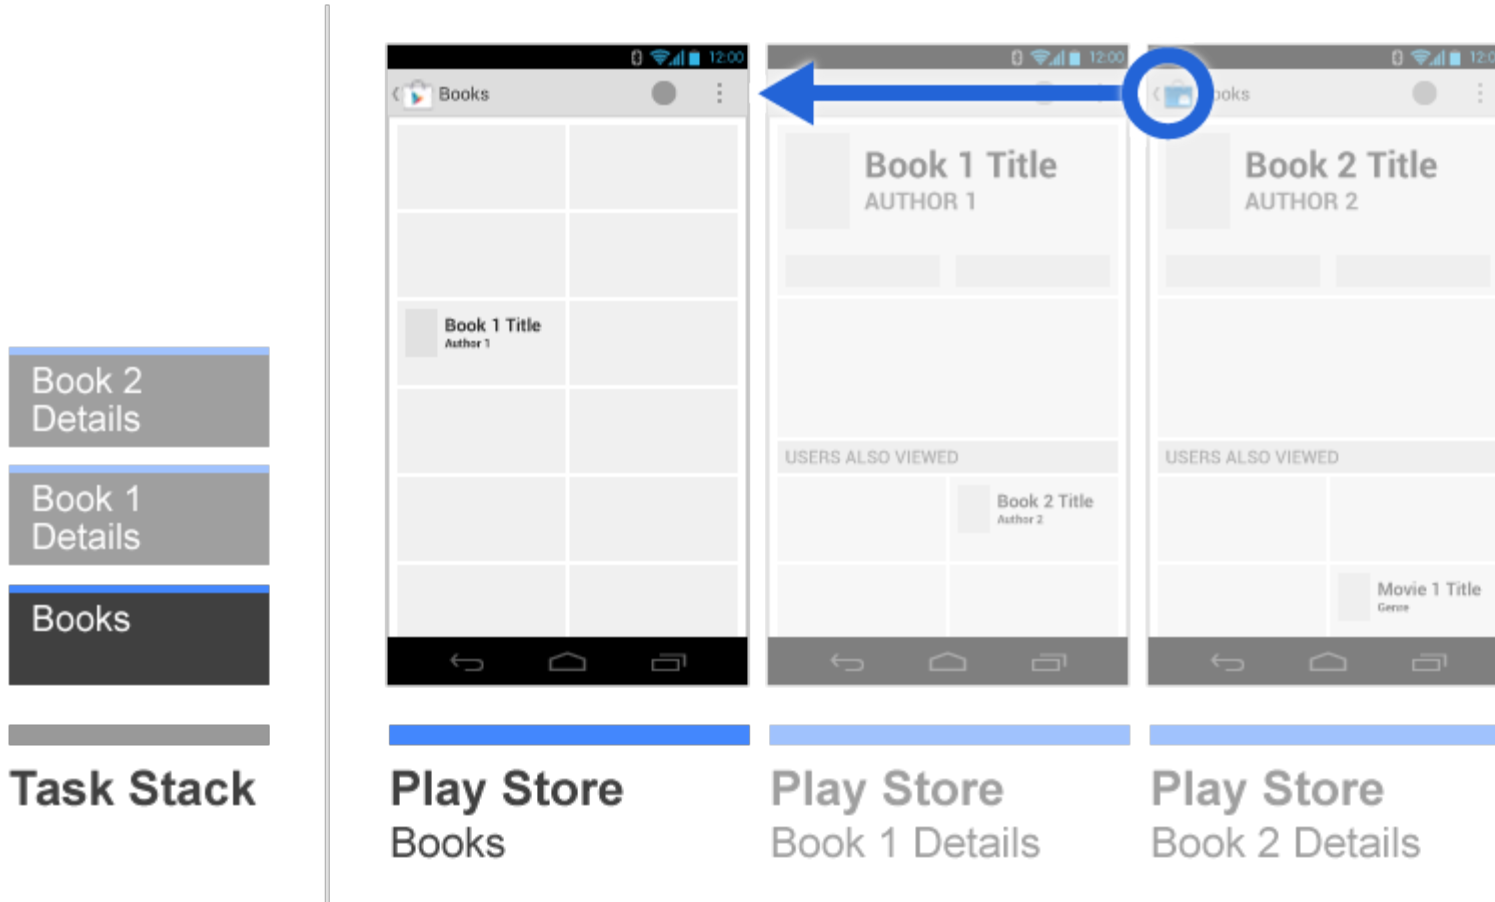 Book 2
Details
Book 1
Details
Books
Task Stack
12:00
Books
Book 1 Title
Author 1
Play Store
Books
12:00
Book 1 Title
AUTHOR 1
USERS ALSO VIEWED
Book 2 Title
Author 2
Play Store
Book 1 Details
12:0
ooks
Book 2 Title
AUTHOR 2
USERS ALSO VIEWED
Movie 1 Title
Genre
Play Store
Book 2 Details